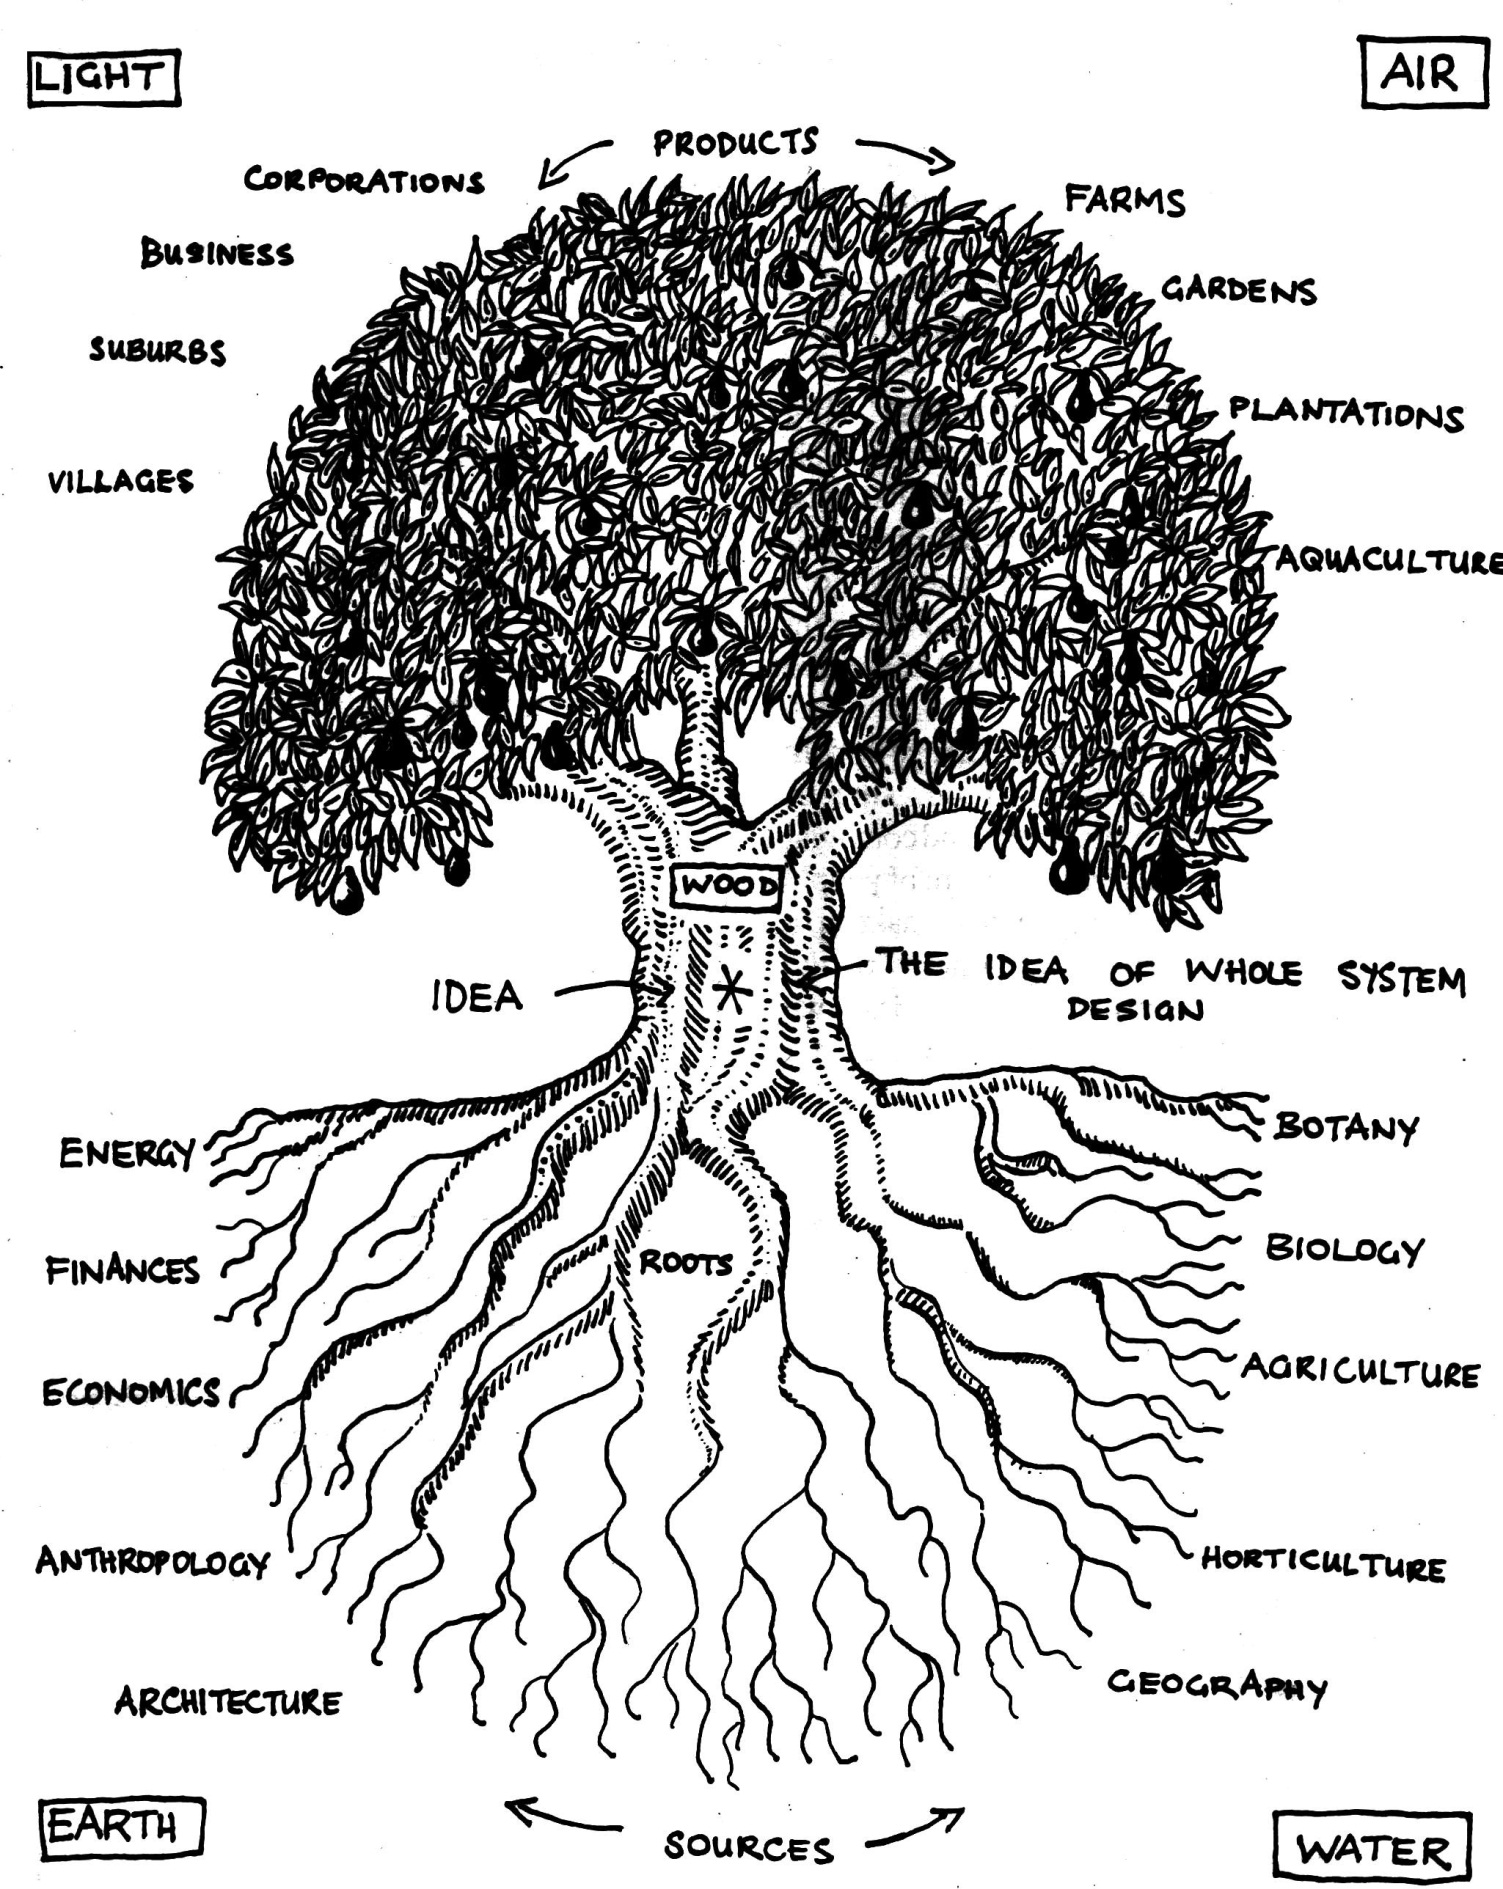 LIGHT
AIR
PRODUCTS
CORPORATIONS
FARMS
BUSINESS
GARDENS
SUBURBS
PLANTATIONS
VILLAGES
AQUACULTURE
WOOD
IDEA
*
THE IDEA OF WHOLE SYSTEM
DESIGN
ENERGY
BOTANY
FINANCES
ROOTS
BIOLOGY
ECONOMICS
AGRICULTURE
ANTHROPOLOGY
HORTICULTURE
ARCHITECTURE
GEOGRAPHY
EARTH
SOURCES
WATER